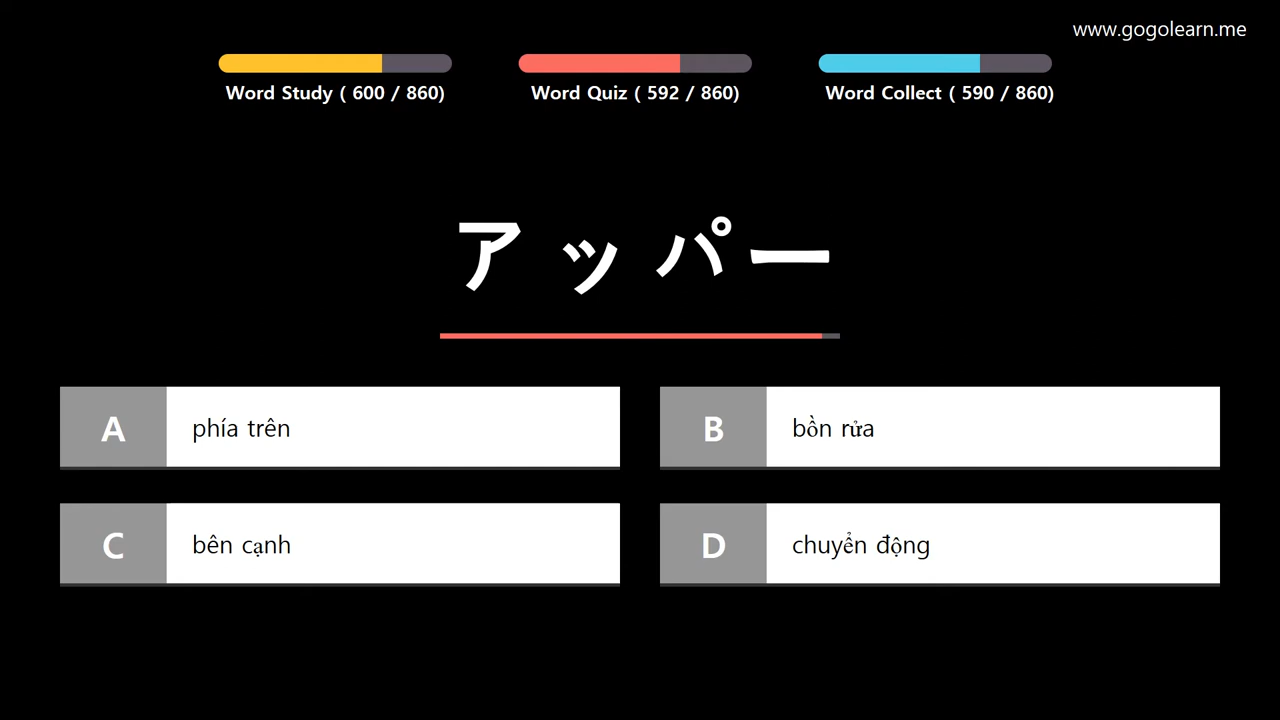 www.gogolearn.me
Word Study ( 600 / 860)
Word Quiz ( 592 / 860)
Word Collect ( 590 / 860)
アッパー
A phía trên
B bồn rửa
C bên cạnh
D chuyển động